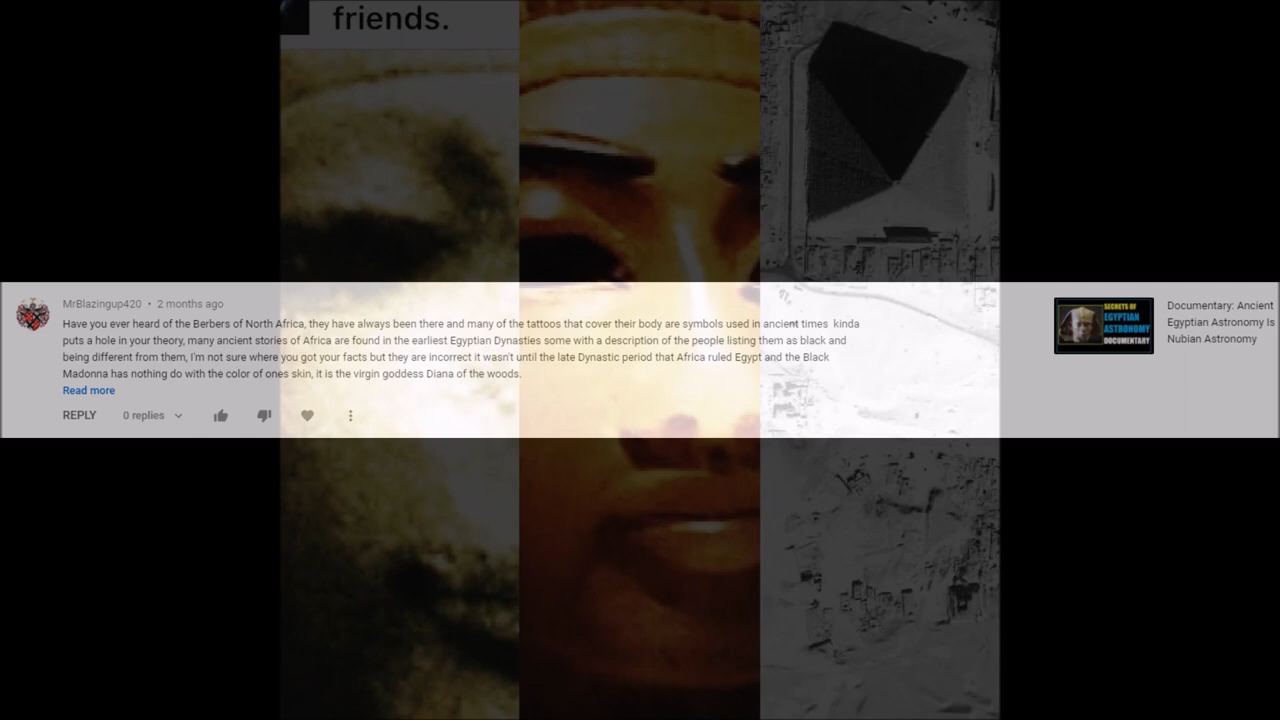 friends.
MrBlazingup420 • 2 months ago
Have you ever heard of the Berbers of North Africa, they have always been there and many of the tattoos that cover their body are symbols used in ancient times kinda
puts a hole in your theory, many ancient stories of Africa are found in the earliest Egyptian Dynasties some with a description of the people listing them as black and
being different from them, I'm not sure where you got your facts but they are incorrect it wasn't until the late Dynastic period that Africa ruled Egypt and the Black
Madonna has nothing do with the color of ones skin, it is the virgin goddess Diana of the woods.
Read more
REPLY 0 replies
SECRETS OF
EGYPTIAN
ASTRONOMY
DOCUMENTARY
Documentary: Ancient
Egyptian Astronomy Is
Nubian Astronomy